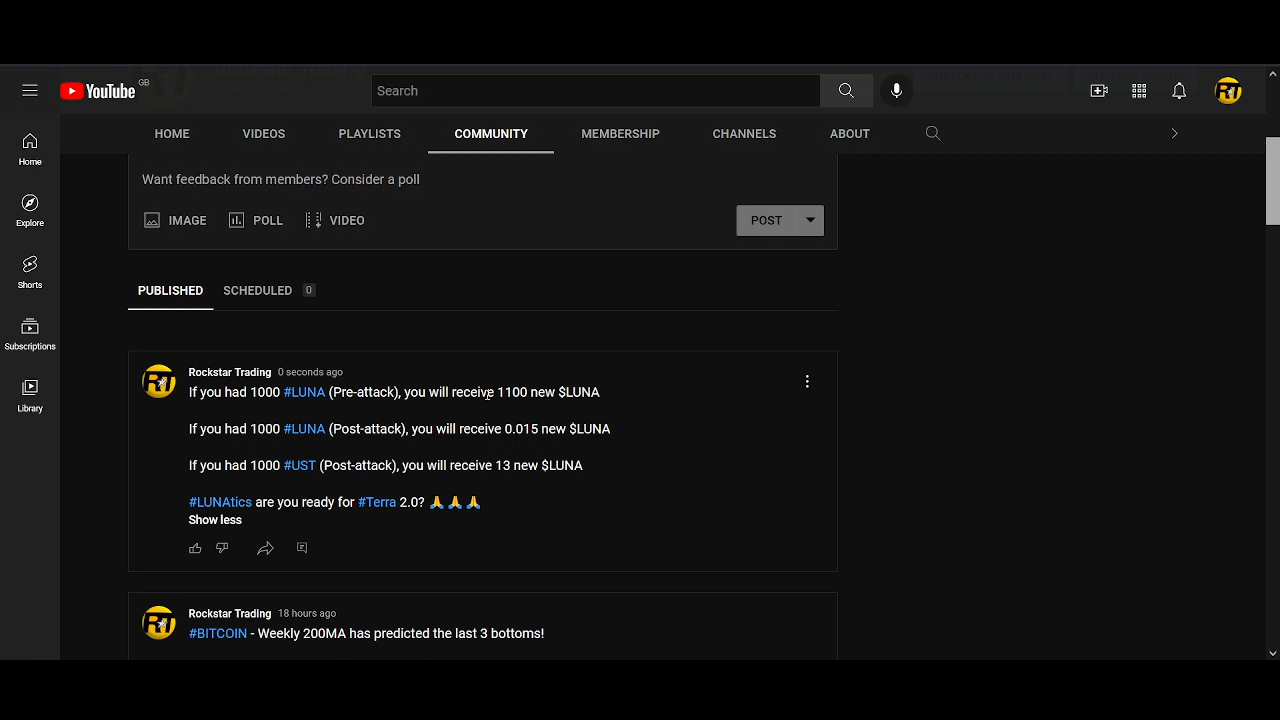 YouTube GB
Search
HOME VIDEOS PLAYLISTS COMMUNITY MEMBERSHIP CHANNELS ABOUT
Home
Explore
Shorts
Subscriptions
Library
Want feedback from members? Consider a poll
IMAGE POLL VIDEO POST
PUBLISHED SCHEDULED 0
Rockstar Trading 0 seconds ago
If you had 1000 #LUNA (Pre-attack), you will receive 1100 new $LUNA
If you had 1000 #LUNA (Post-attack), you will receive 0.015 new $LUNA
If you had 1000 #UST (Post-attack), you will receive 13 new $LUNA
#LUNAtics are you ready for #Terra 2.0? 🙏 🙏 🙏
Show less
Rockstar Trading 18 hours ago
#BITCOIN - Weekly 200MA has predicted the last 3 bottoms!